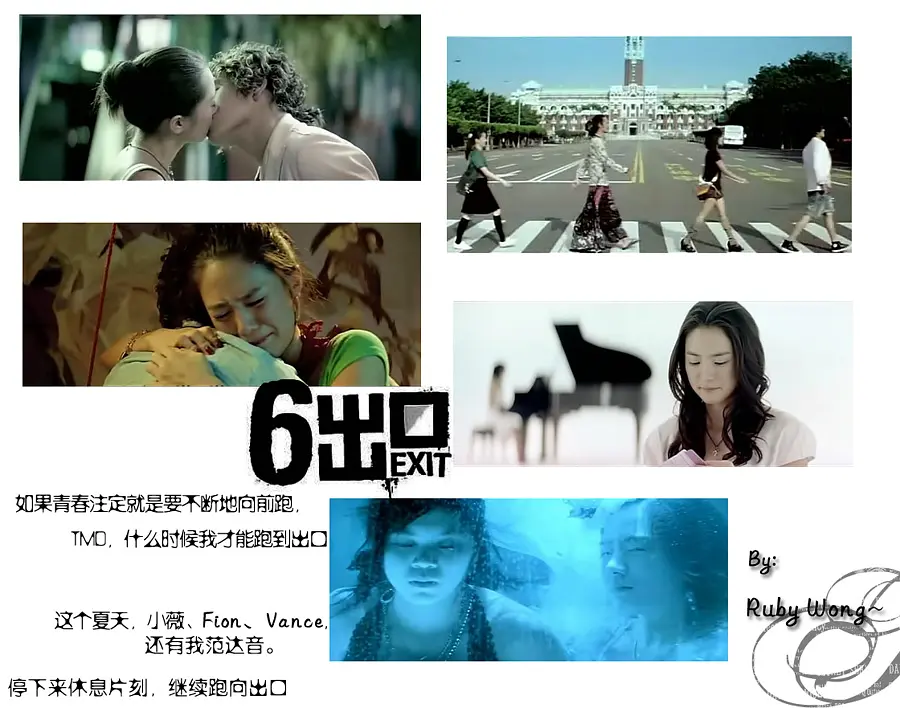 6出口
EXIT
如果青春注定就是要不断地向前跑，
TMD，什么时候我才能跑到出口
这个夏天，小薇、Fion、Vance，
还有我范达音。
停下来休息片刻，继续跑向出口
By:
Ruby Wong~